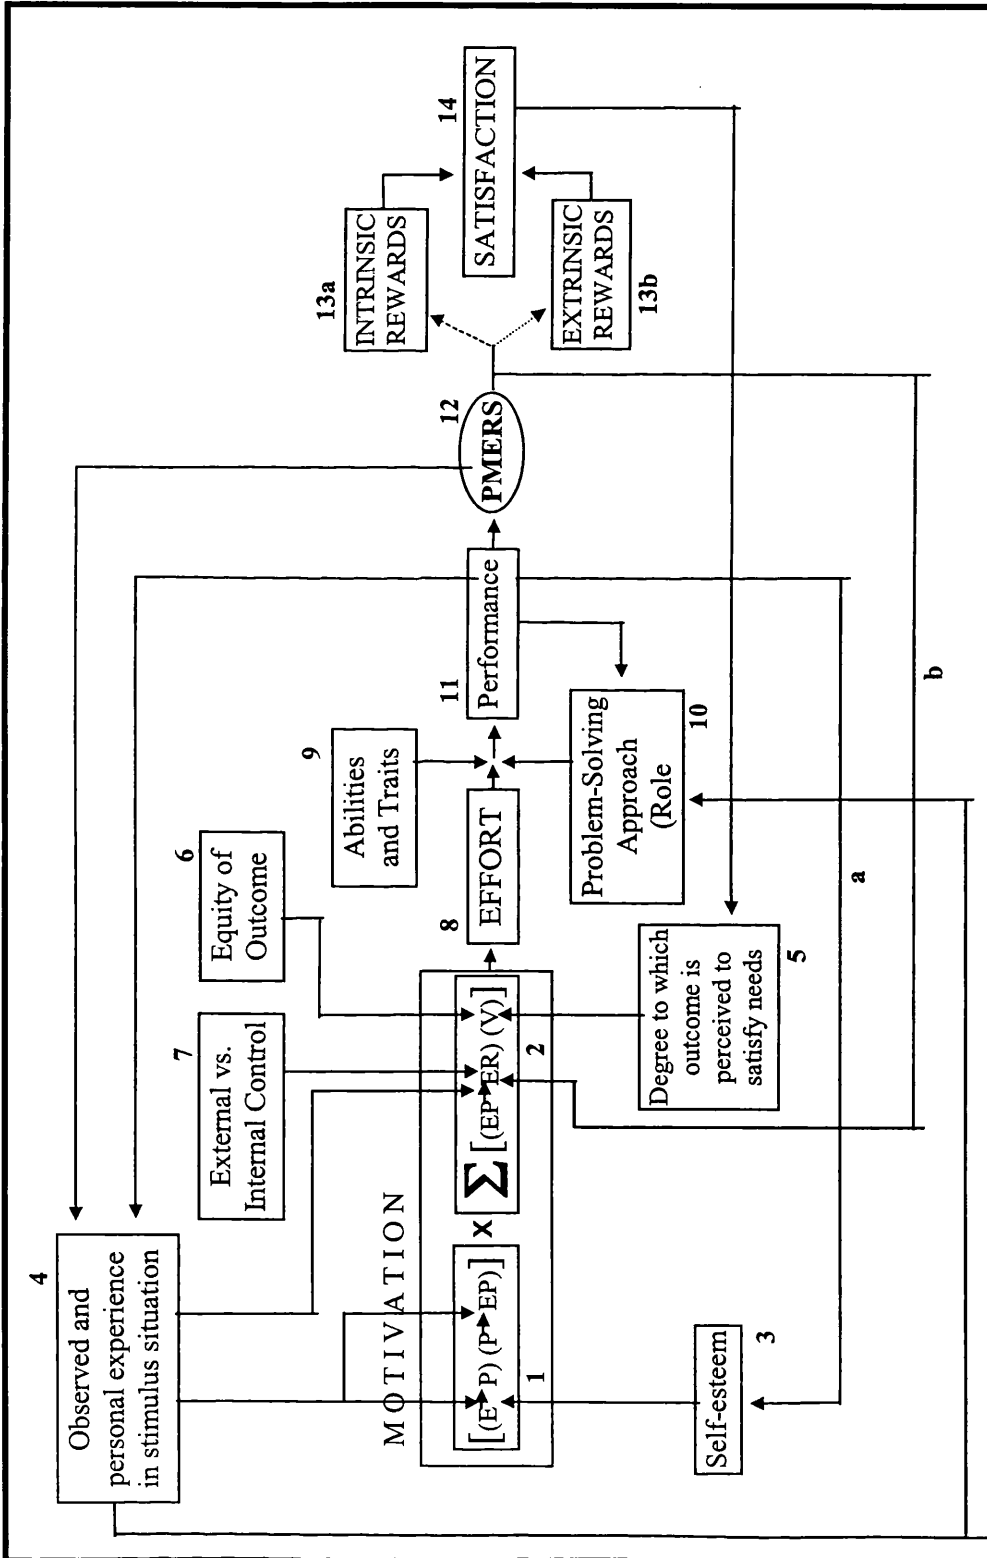 4
Observed and
personal experience
in stimulus situation
7
External vs.
Internal Control
6
Equity of
Outcome
MOTIVATION
[(E P) (P EP)]
1
x
Σ [(EP ER) (V)]
2
Self-esteem
3
Degree to which
outcome is
perceived to
satisfy needs
5
8
EFFORT
9
Abilities
and Traits
Problem-Solving
Approach
(Role
10
11
Performance
12
PMERS
13a
INTRINSIC
REWARDS
EXTRINSIC
REWARDS
13b
14
SATISFACTION
a
b